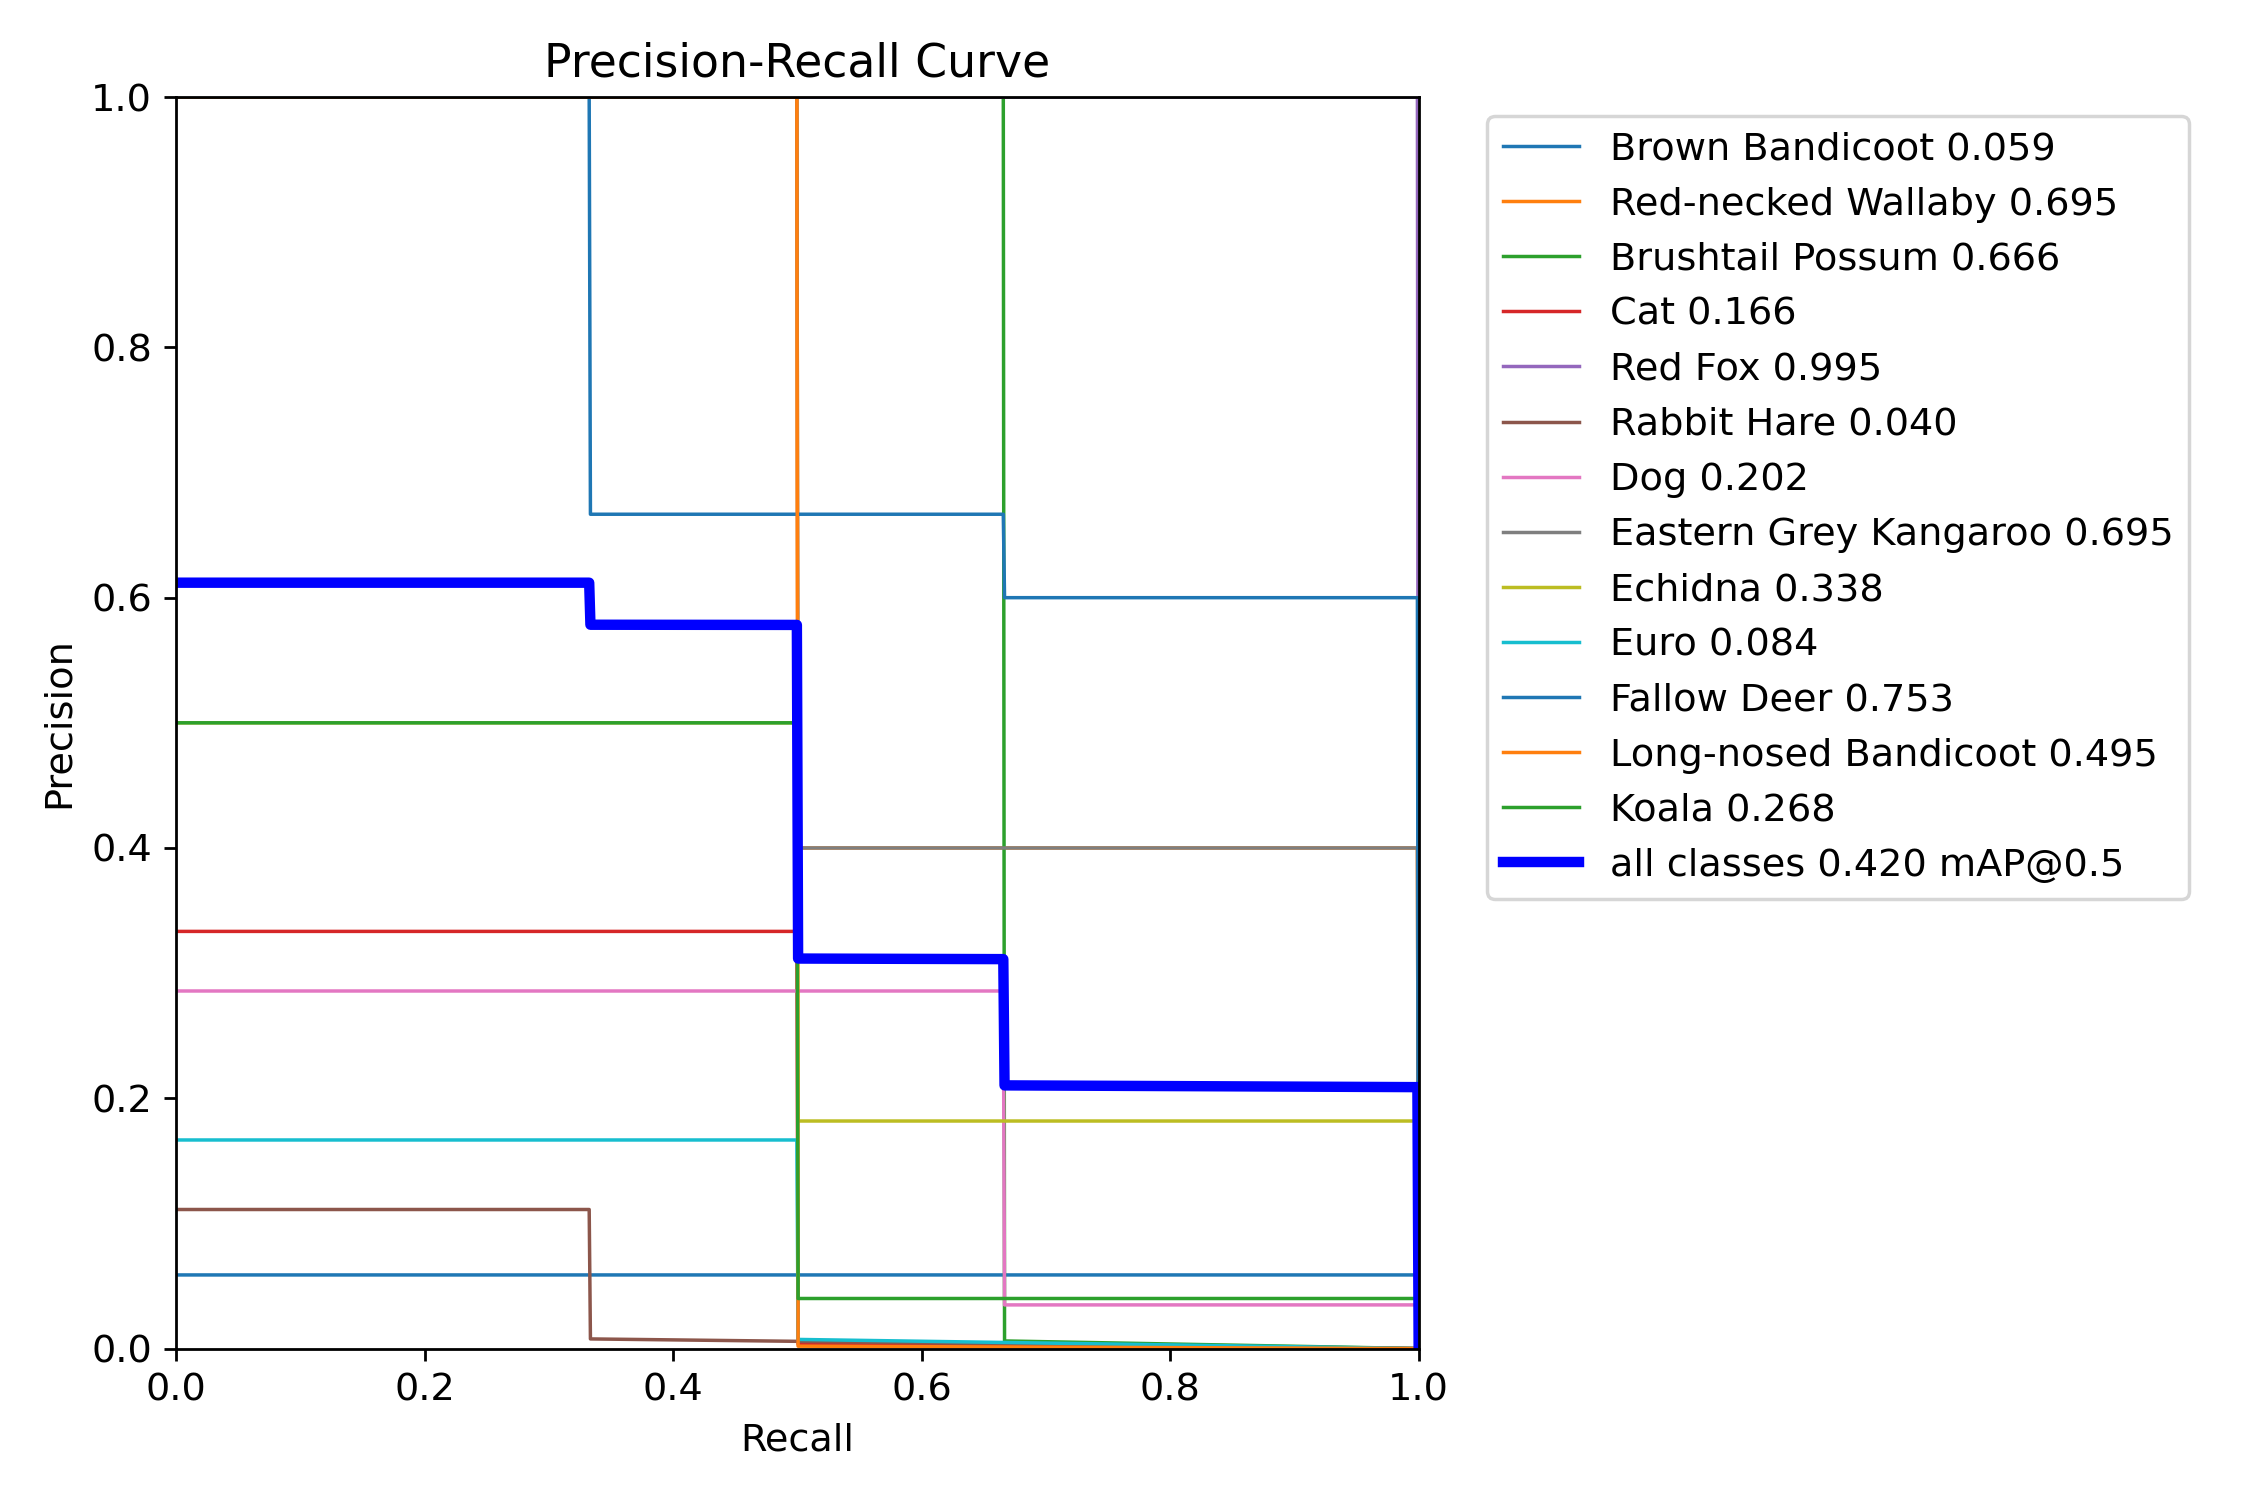 Precision-Recall Curve
1.0
0.8
0.6
0.4
0.2
0.0
Precision
0.0 0.2 0.4 0.6 0.8 1.0
Recall
Brown Bandicoot 0.059
Red-necked Wallaby 0.695
Brushtail Possum 0.666
Cat 0.166
Red Fox 0.995
Rabbit Hare 0.040
Dog 0.202
Eastern Grey Kangaroo 0.695
Echidna 0.338
Euro 0.084
Fallow Deer 0.753
Long-nosed Bandicoot 0.495
Koala 0.268
all classes 0.420 mAP@0.5